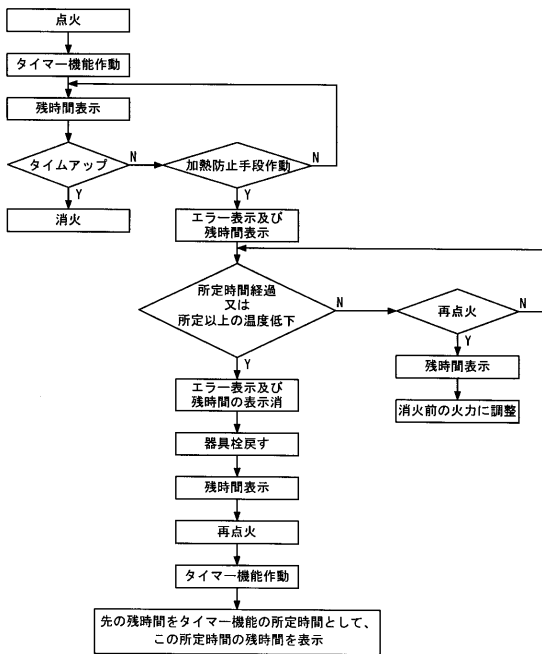 点火
タイマー機能作動
残時間表示
タイムアップ
N
加熱防止手段作動
N
Y
消火
Y
エラー表示及び
残時間表示
所定時間経過
又は
所定以上の温度低下
N
再点火
N
Y
残時間表示
消火前の火力に調整
Y
エラー表示及び
残時間の表示消
器具栓戻す
残時間表示
再点火
タイマー機能作動
先の残時間をタイマー機能の所定時間として、
この所定時間の残時間を表示